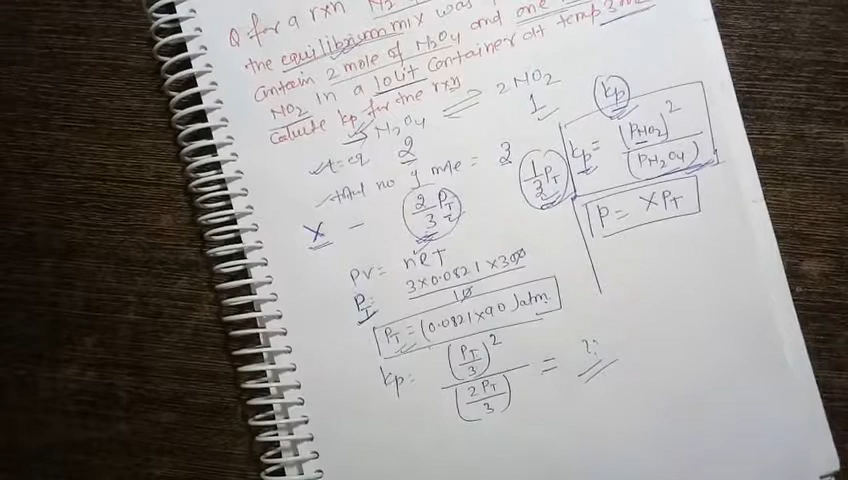 Q for a rxn N₂
the equilibrium mix was
contain 2 mole of N₂O₄ and one
NO₂ in a 10 lit container at temp 300
calculate kp for the rxn
→ N₂O₄ ⇌ 2NO₂
t=eq 2 1
total no of mole = 3
x - 2/3 PT 1/3 PT
kp
kp = (PNO₂)² / (PN₂O₄)
P = XPT
PV = nRT
PT = 3×0.0821×300 / 10
PT = (0.0821×90) atm.
kp = (PT/3)² / (2PT/3) = ?